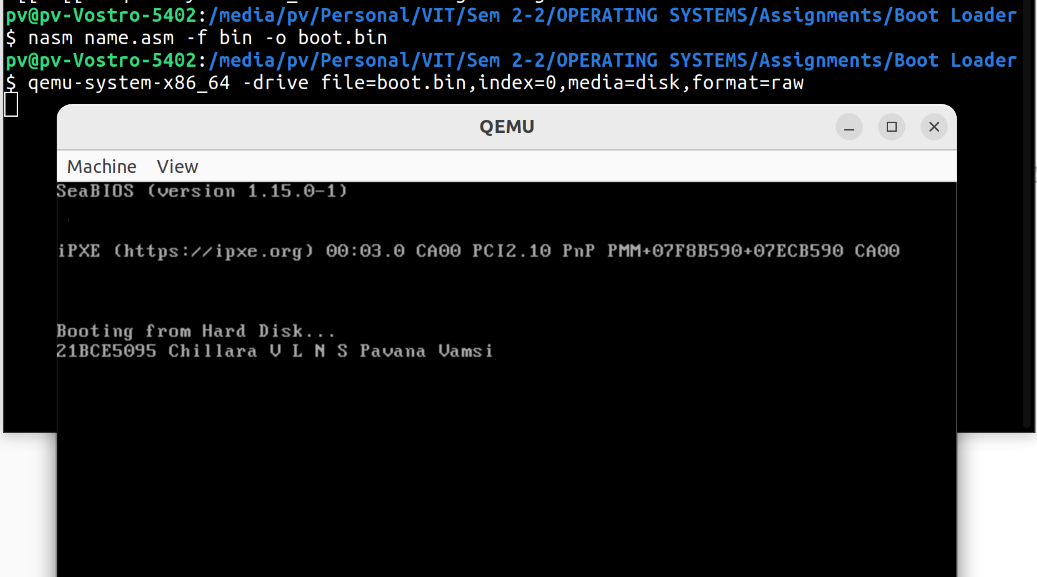 pv@pv-Vostro-5402:/media/pv/Personal/VIT/Sem 2-2/OPERATING SYSTEMS/Assignments/Boot Loader
$ nasm name.asm -f bin -o boot.bin
pv@pv-Vostro-5402:/media/pv/Personal/VIT/Sem 2-2/OPERATING SYSTEMS/Assignments/Boot Loader
$ qemu-system-x86_64 -drive file=boot.bin,index=0,media=disk,format=raw
QEMU
Machine View
SeaBIOS (version 1.15.0-1)
iPXE (https://ipxe.org) 00:03.0 CA00 PCI2.10 PnP PMM+07F8B590+07ECB590 CA00
Booting from Hard Disk...
21BCE5095 Chillara V L N S Pavana Vamsi